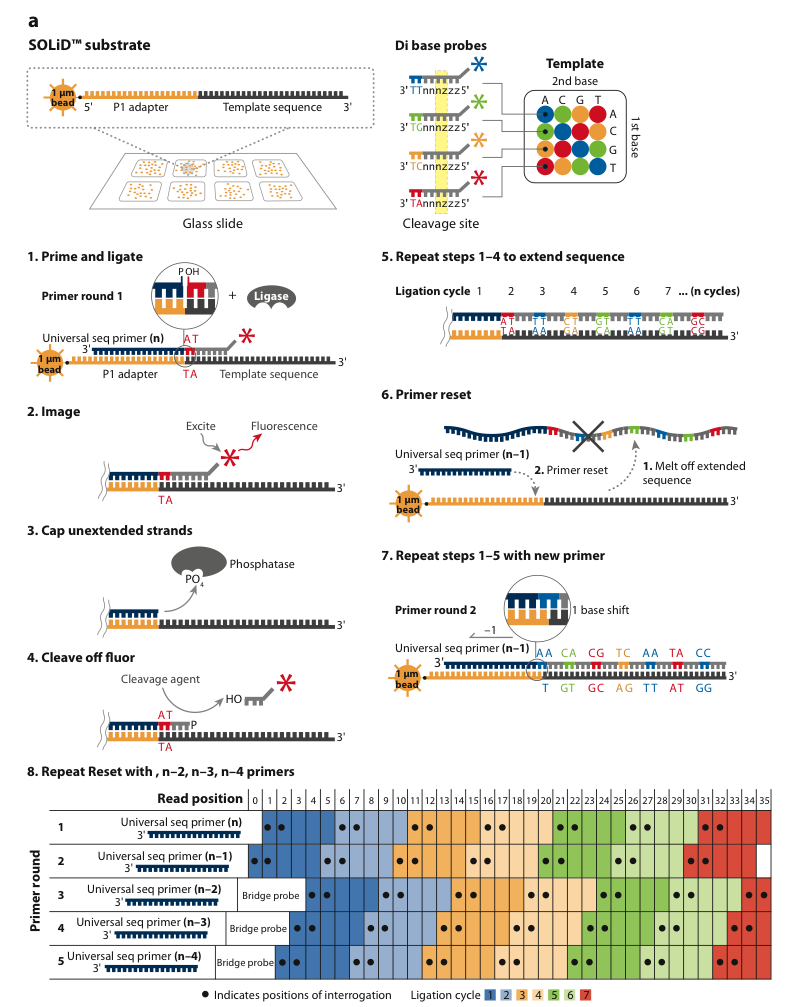 a
SOLiD™ substrate
1 µm
bead
5' P1 adapter Template sequence 3'
Glass slide
Di base probes
3' TTnnnzzz5'
3' TGnnnzzz5'
3' TCnnnzzz5'
3' TAnnnzzz5'
Cleavage site
Template
2nd base
A C G T
A
C
G
T
1st base
1. Prime and ligate
Primer round 1
P OH
+
Ligase
Universal seq primer (n)
3'
AT
1 µm
bead
P1 adapter TA Template sequence
3'
2. Image
Excite Fluorescence
TA
3'
3. Cap unextended strands
Phosphatase
PO4
3'
4. Cleave off fluor
Cleavage agent
HO
AT
P
TA
3'
5. Repeat steps 1–4 to extend sequence
Ligation cycle 1 2 3 4 5 6 7 ... (n cycles)
AT TT CT GT TT CA GC
TA AA GA CA AA GT CG
3'
6. Primer reset
Universal seq primer (n–1)
3'
2. Primer reset
1. Melt off extended
sequence
1 µm
bead
3'
7. Repeat steps 1–5 with new primer
Primer round 2
1 base shift
–1
Universal seq primer (n–1)
3'
AA CA CG TC AA TA CC
1 µm
bead
3'
T GT GC AG TT AT GG
8. Repeat Reset with , n–2, n–3, n–4 primers
Read position 0 1 2 3 4 5 6 7 8 9 10 11 12 13 14 15 16 17 18 19 20 21 22 23 24 25 26 27 28 29 30 31 32 33 34 35
Primer round
1 Universal seq primer (n)
3'
2 Universal seq primer (n–1)
3'
3 Universal seq primer (n–2)
3'
Bridge probe
4 Universal seq primer (n–3)
3'
Bridge probe
5 Universal seq primer (n–4)
3'
Bridge probe
● Indicates positions of interrogation Ligation cycle 1 2 3 4 5 6 7